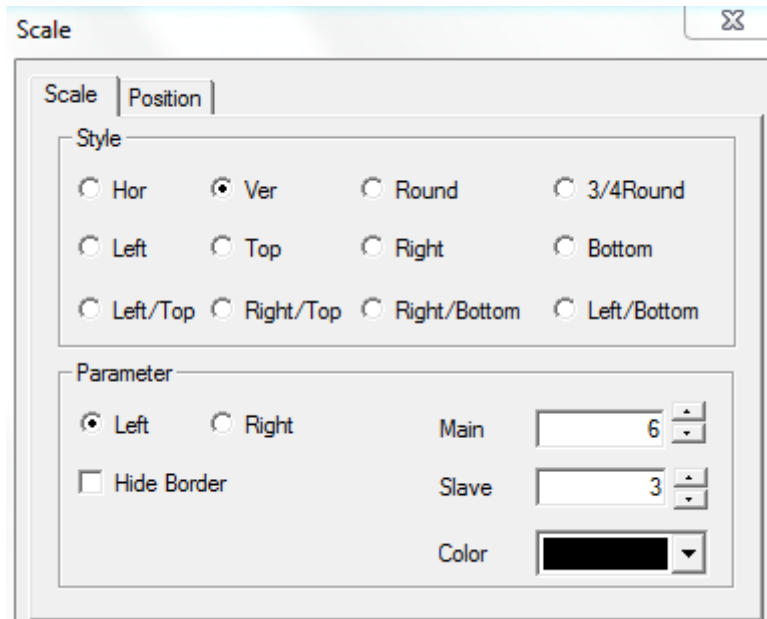 Scale
Scale Position
Style
Hor Ver Round 3/4Round
Left Top Right Bottom
Left/Top Right/Top Right/Bottom Left/Bottom
Parameter
Left Right Main 6
Hide Border Slave 3
Color